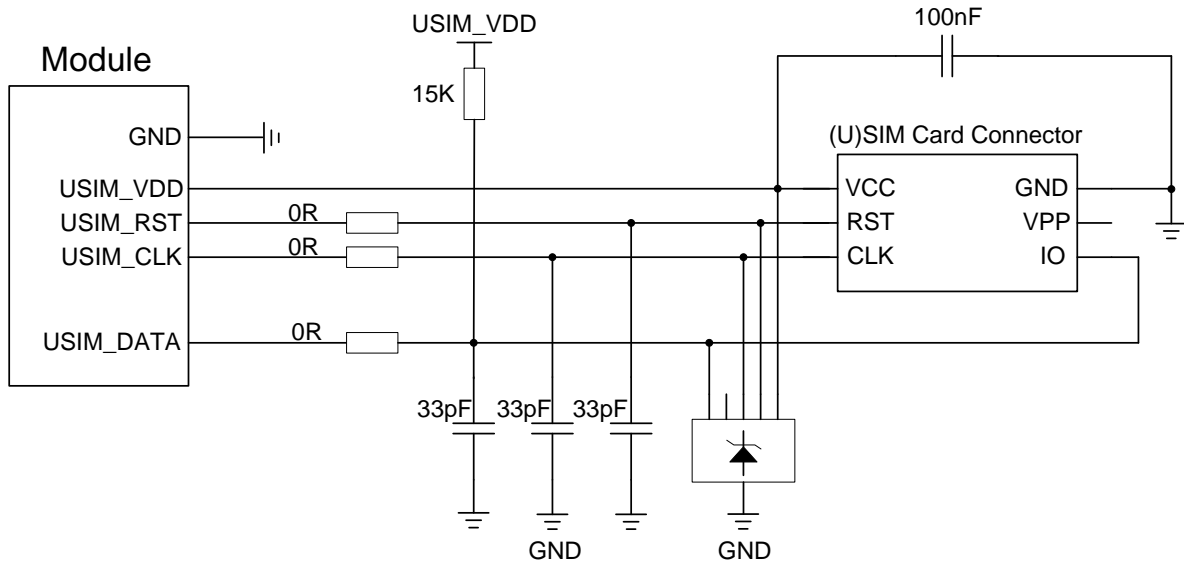 USIM_VDD
100nF
Module
15K
(U)SIM Card Connector
GND
USIM_VDD
USIM_RST
USIM_CLK
USIM_DATA
0R
0R
0R
VCC
RST
CLK
GND
VPP
IO
33pF
33pF
33pF
GND
GND